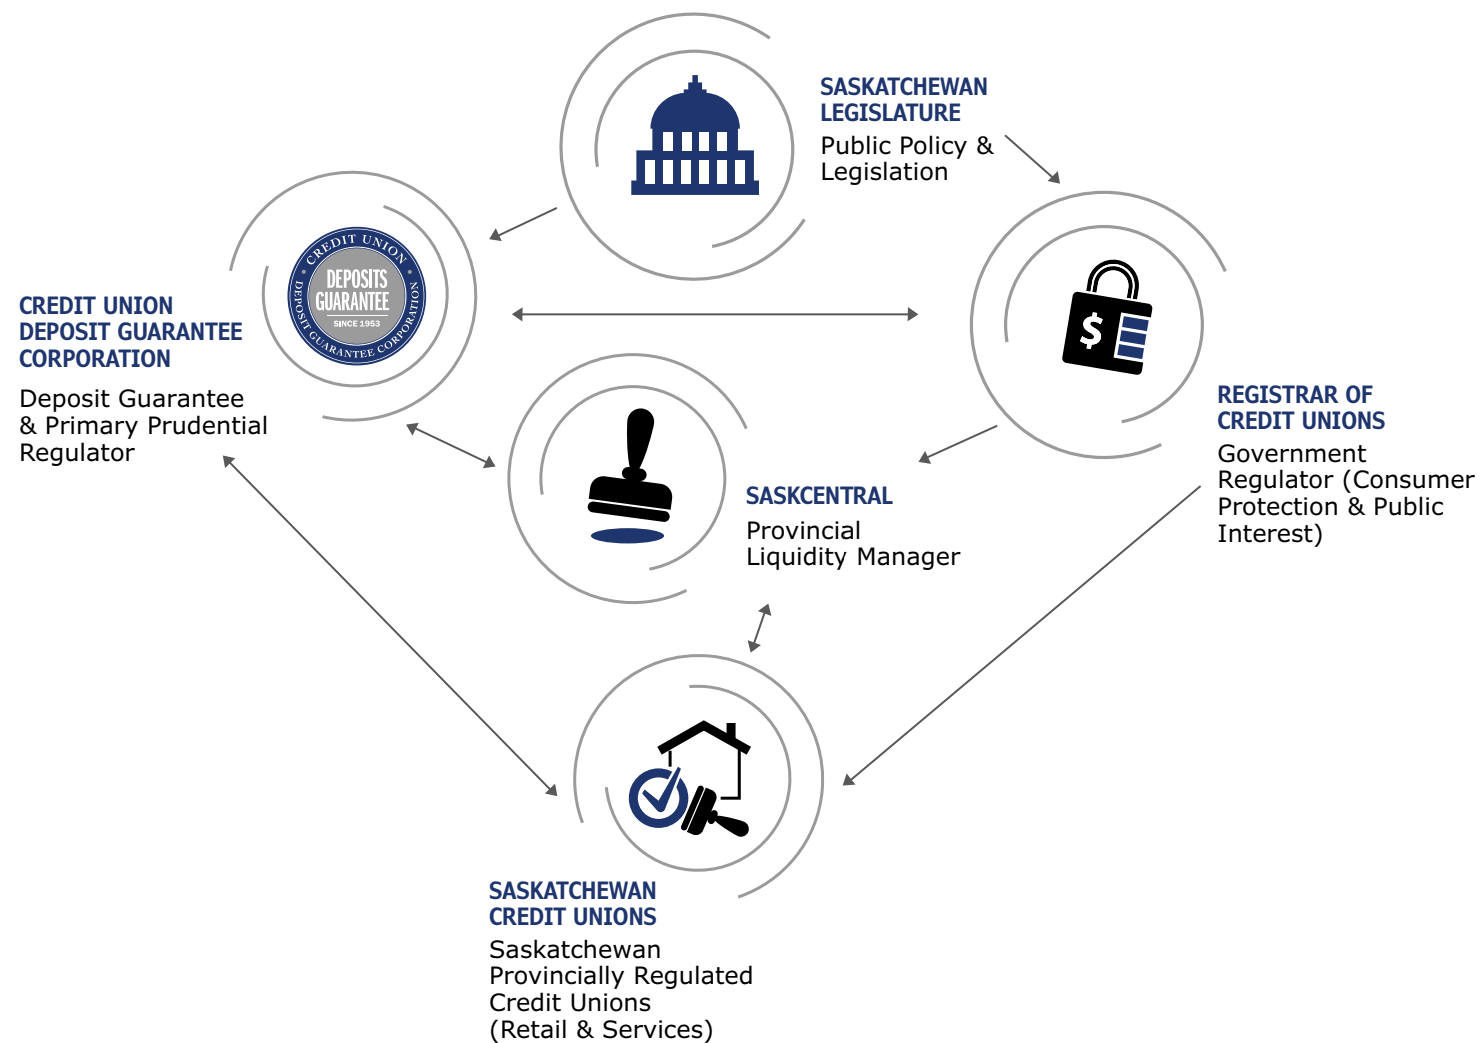 SASKATCHEWAN
LEGISLATURE
Public Policy &
Legislation
CREDIT UNION
DEPOSITS
GUARANTEE
SINCE 1953
DEPOSIT GUARANTEE CORPORATION
CREDIT UNION
DEPOSIT GUARANTEE
CORPORATION
Deposit Guarantee
& Primary Prudential
Regulator
$
REGISTRAR OF
CREDIT UNIONS
Government
Regulator (Consumer
Protection & Public
Interest)
SASKCENTRAL
Provincial
Liquidity Manager
SASKATCHEWAN
CREDIT UNIONS
Saskatchewan
Provincially Regulated
Credit Unions
(Retail & Services)